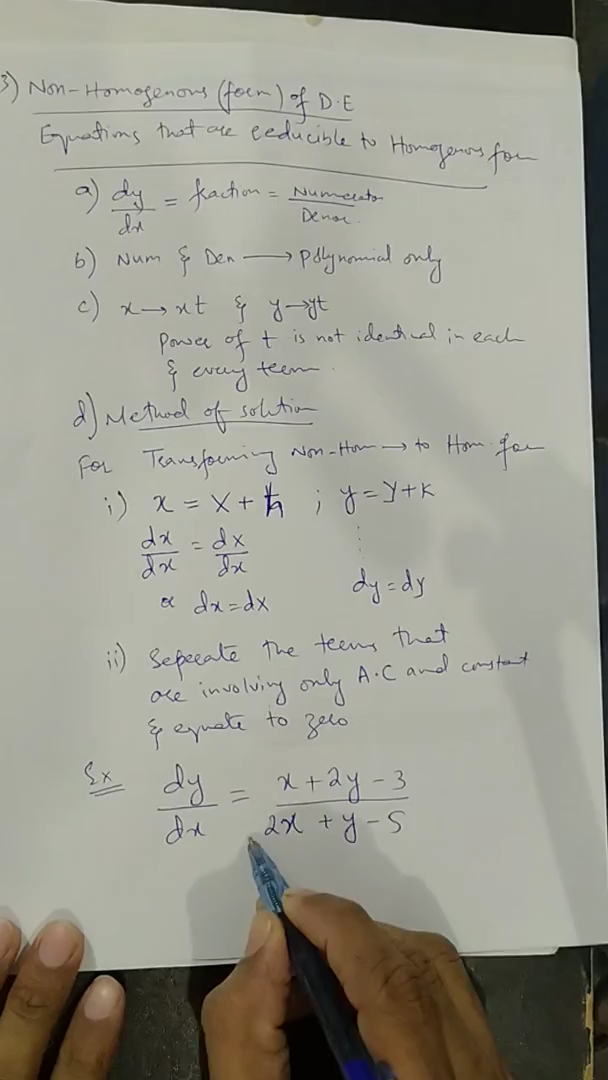 3) Non-Homogenous (form) of D.E
Equations that are reducible to Homogenous form
a) dy/dx = fraction = Numerator/Denor.
b) Num & Den → polynomial only
c) x → xt & y → yt
Power of t is not identical in each
& every term.
d) Method of solution
For Transforming Non-Hom → to Hom. form
i) x = X + h ; y = Y + K
dx/dx = dX/dx
or dx = dX dy = dY
ii) Seperate the terms that
are involving only A.C and constant
& equate to zero
Ex dy/dx = x + 2y - 3 / 2x + y - 5